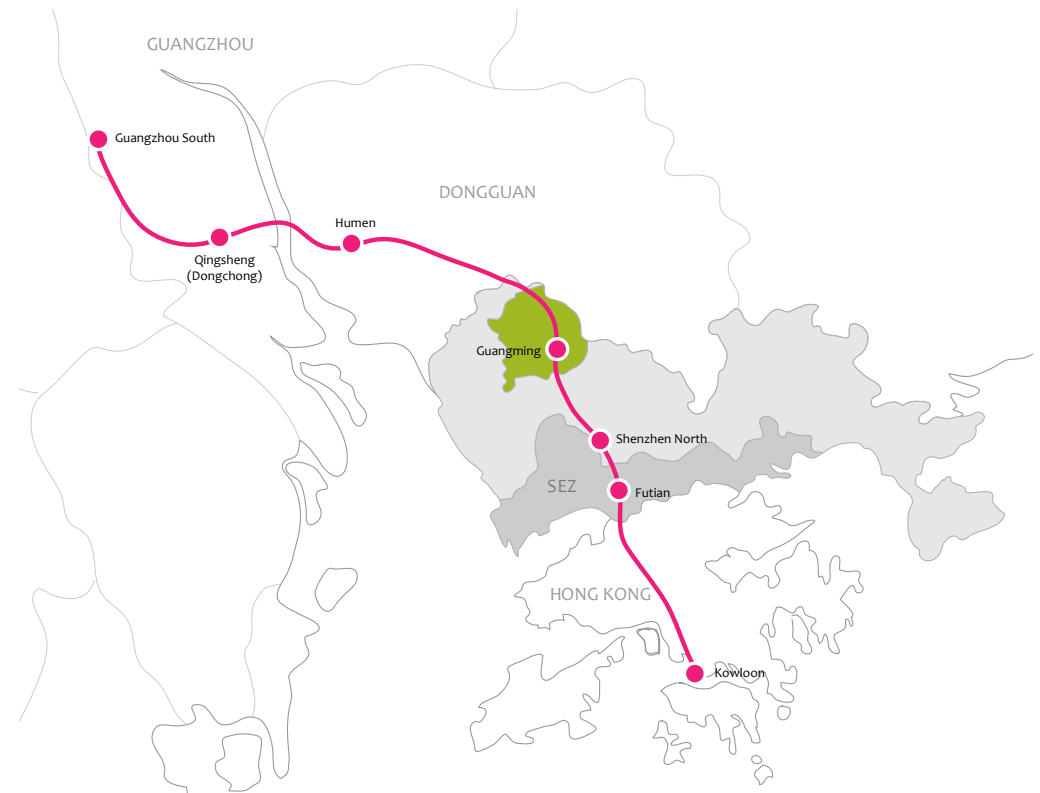 GUANGZHOU
Guangzhou South
DONGGUAN
Humen
Qingsheng
(Dongchong)
Guangming
Shenzhen North
SEZ
Futian
HONG KONG
Kowloon